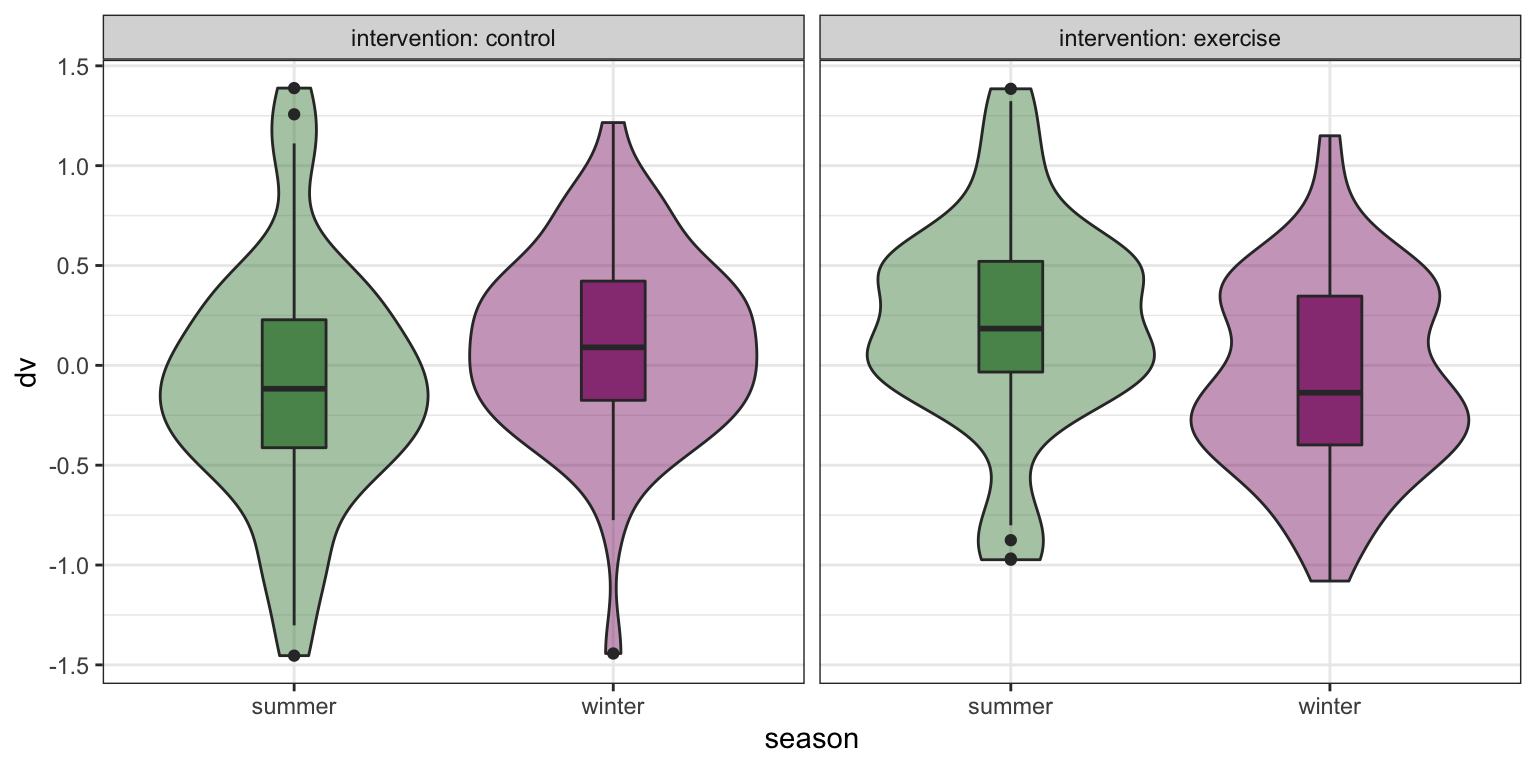 intervention: control
intervention: exercise
1.5
1.0
0.5
0.0
-0.5
-1.0
-1.5
dv
summer
winter
summer
winter
season